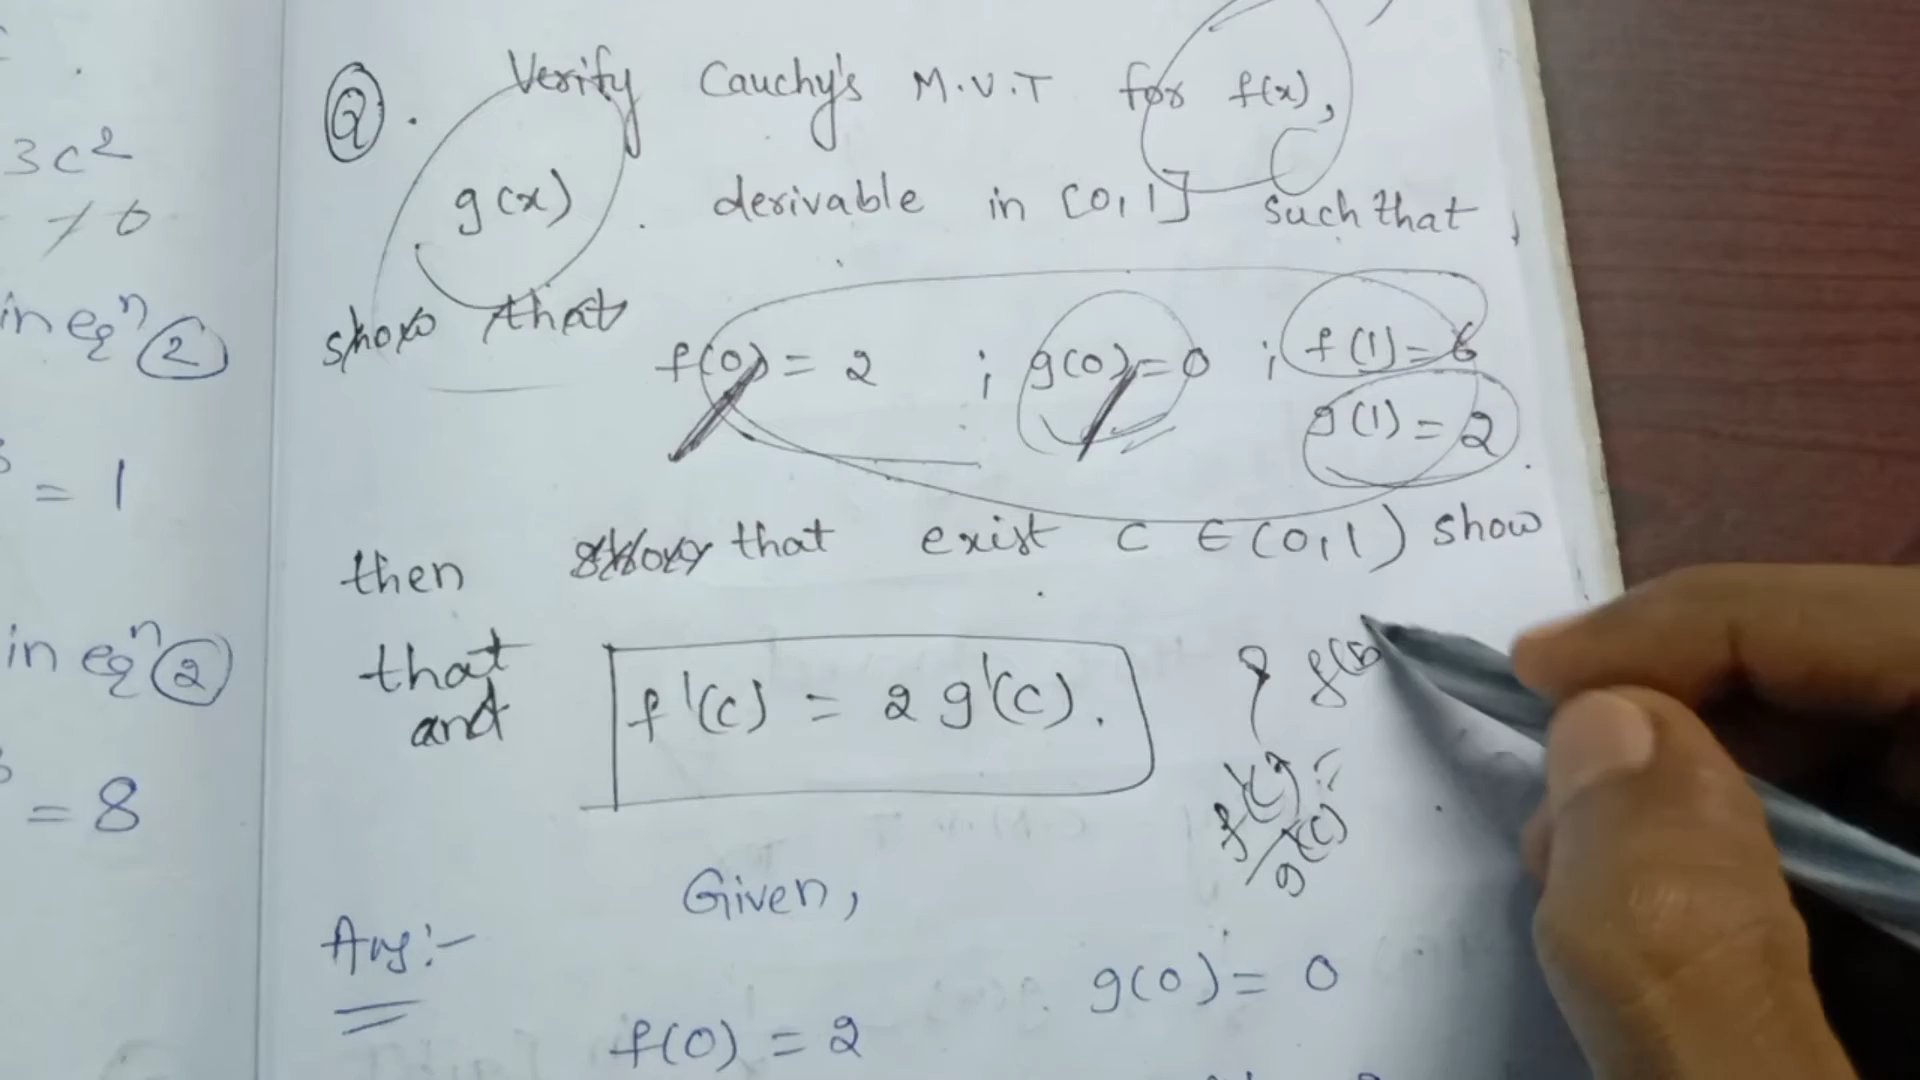 3c²
≠ 0
in eqⁿ ②
= 1
in eqⁿ ②
= 8
Q. Verify Cauchy's M.V.T for f(x),
g(x) derivable in [0,1] such that,
show that
f(0) = 2 ; g(0) = 0 ; f(1) = 6
g(1) = 2
then show that exist c ∈ (0,1) show
that
and f'(c) = 2 g'(c).
f'(c)
g'(c)
Given,
Ans:-
g(0) = 0
f(0) = 2